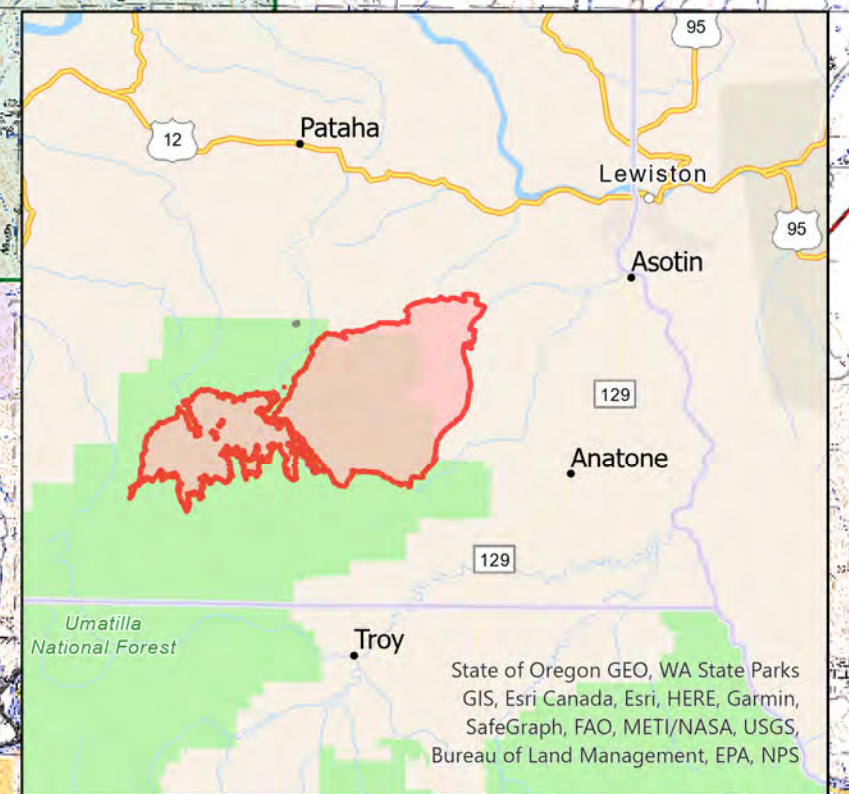 95
Pataha
12
Lewiston
95
Asotin
129
Anatone
129
Umatilla
National Forest
Troy
State of Oregon GEO, WA State Parks
GIS, Esri Canada, Esri, HERE, Garmin,
SafeGraph, FAO, METI/NASA, USGS,
Bureau of Land Management, EPA, NPS